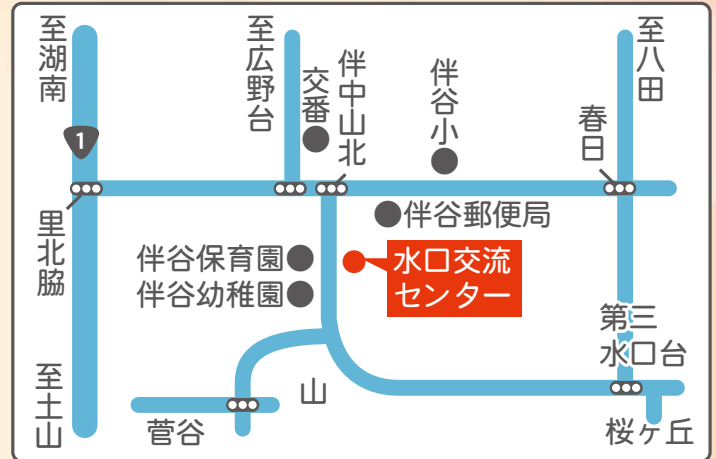 至湖南
至広野台
交番
伴中山北
伴谷小
春日
至八田
1
里北脇
伴谷郵便局
伴谷保育園
伴谷幼稚園
水口交流
センター
第三
水口台
至土山
菅谷
山
桜ヶ丘